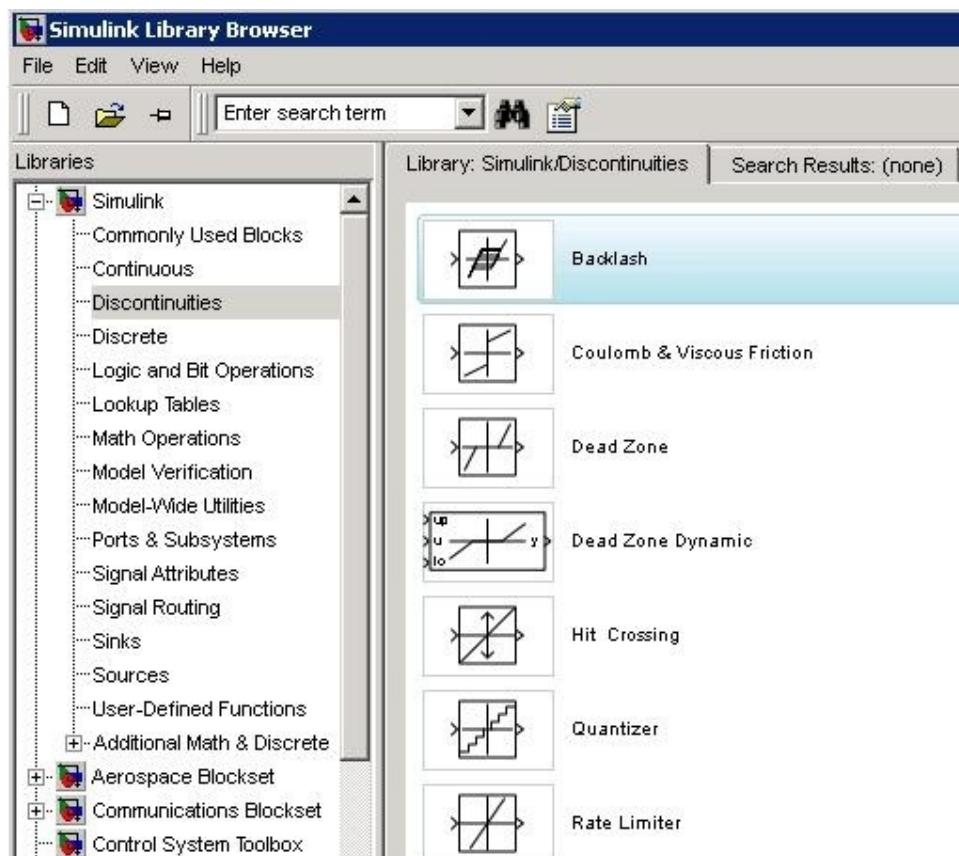 Simulink Library Browser
File Edit View Help
Enter search term
Libraries
Simulink
Commonly Used Blocks
Continuous
Discontinuities
Discrete
Logic and Bit Operations
Lookup Tables
Math Operations
Model Verification
Model-Wide Utilities
Ports & Subsystems
Signal Attributes
Signal Routing
Sinks
Sources
User-Defined Functions
Additional Math & Discrete
Aerospace Blockset
Communications Blockset
Control System Toolbox
Library: Simulink/Discontinuities
Search Results: (none)
Backlash
Coulomb & Viscous Friction
Dead Zone
up
u
lo
y
Dead Zone Dynamic
Hit Crossing
Quantizer
Rate Limiter